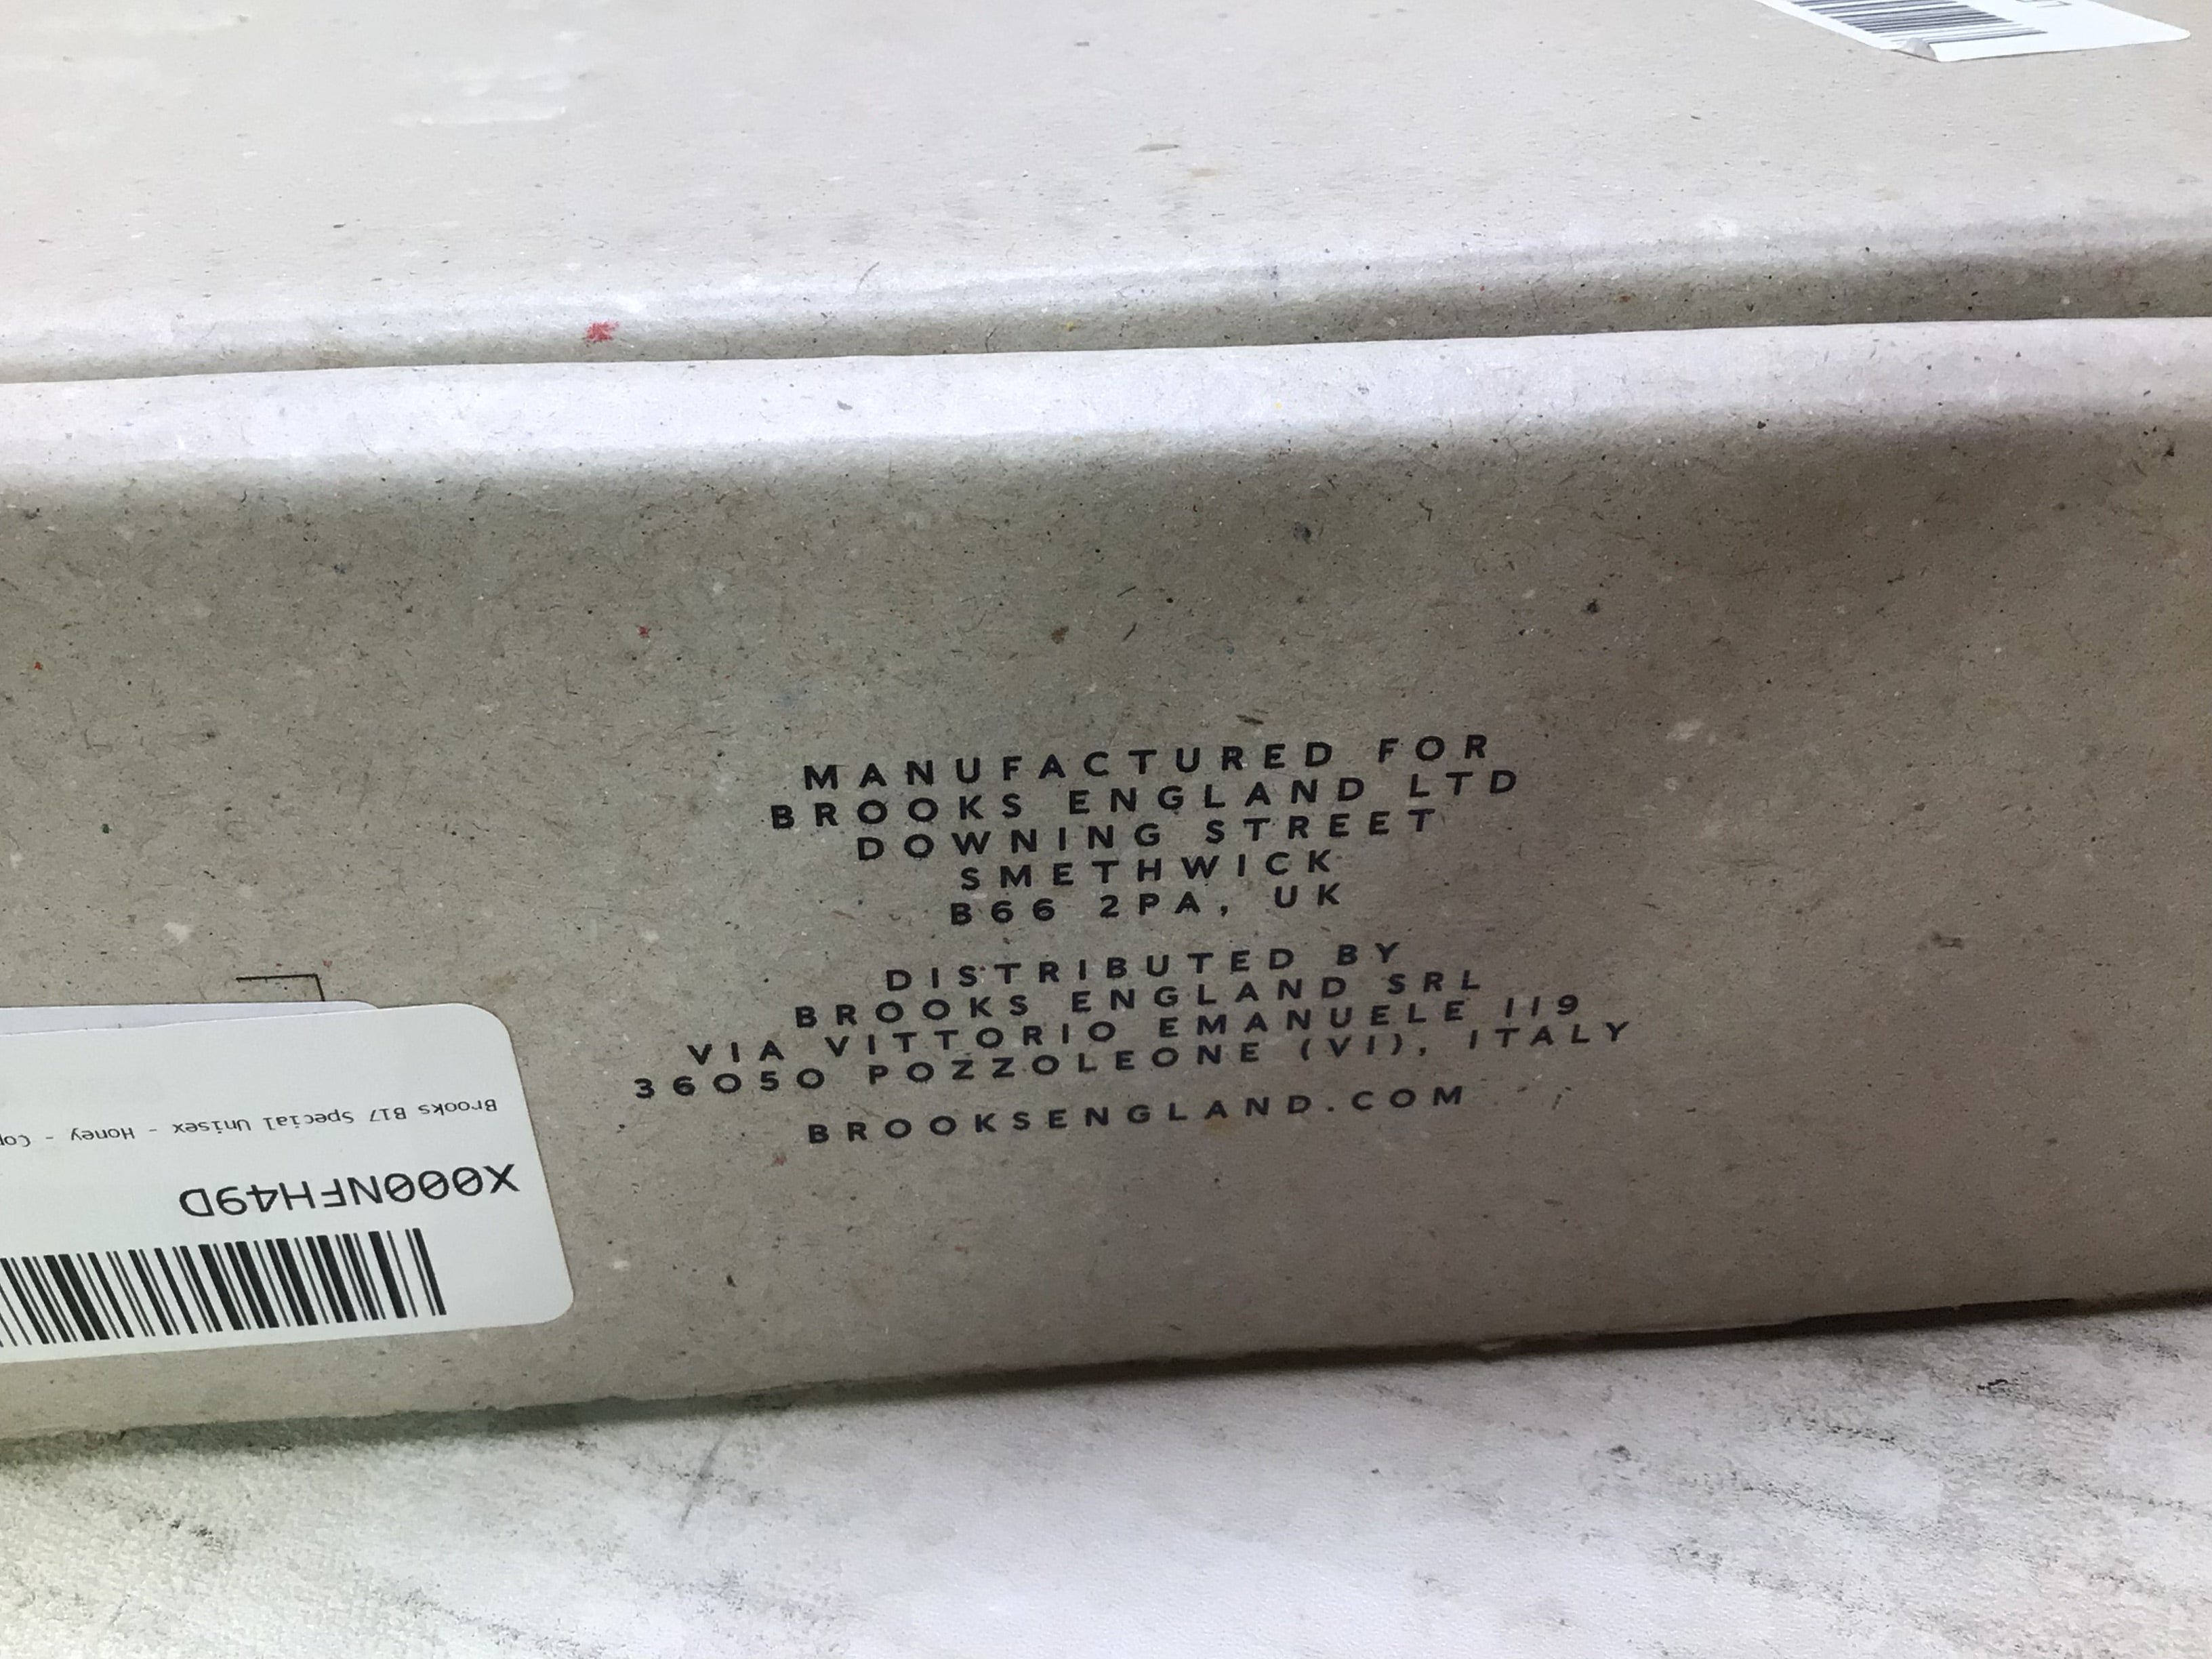 MANUFACTURED FOR
BROOKS ENGLAND LTD
DOWNING STREET
SMETHWICK
B66 2PA, UK
DISTRIBUTED BY
BROOKS ENGLAND SRL
VIA VITTORIO EMANUELE 119
36050 POZZOLEONE (VI), ITALY
BROOKSENGLAND.COM
X000NFH49D
Brooks B17 Special Unisex - Honey -